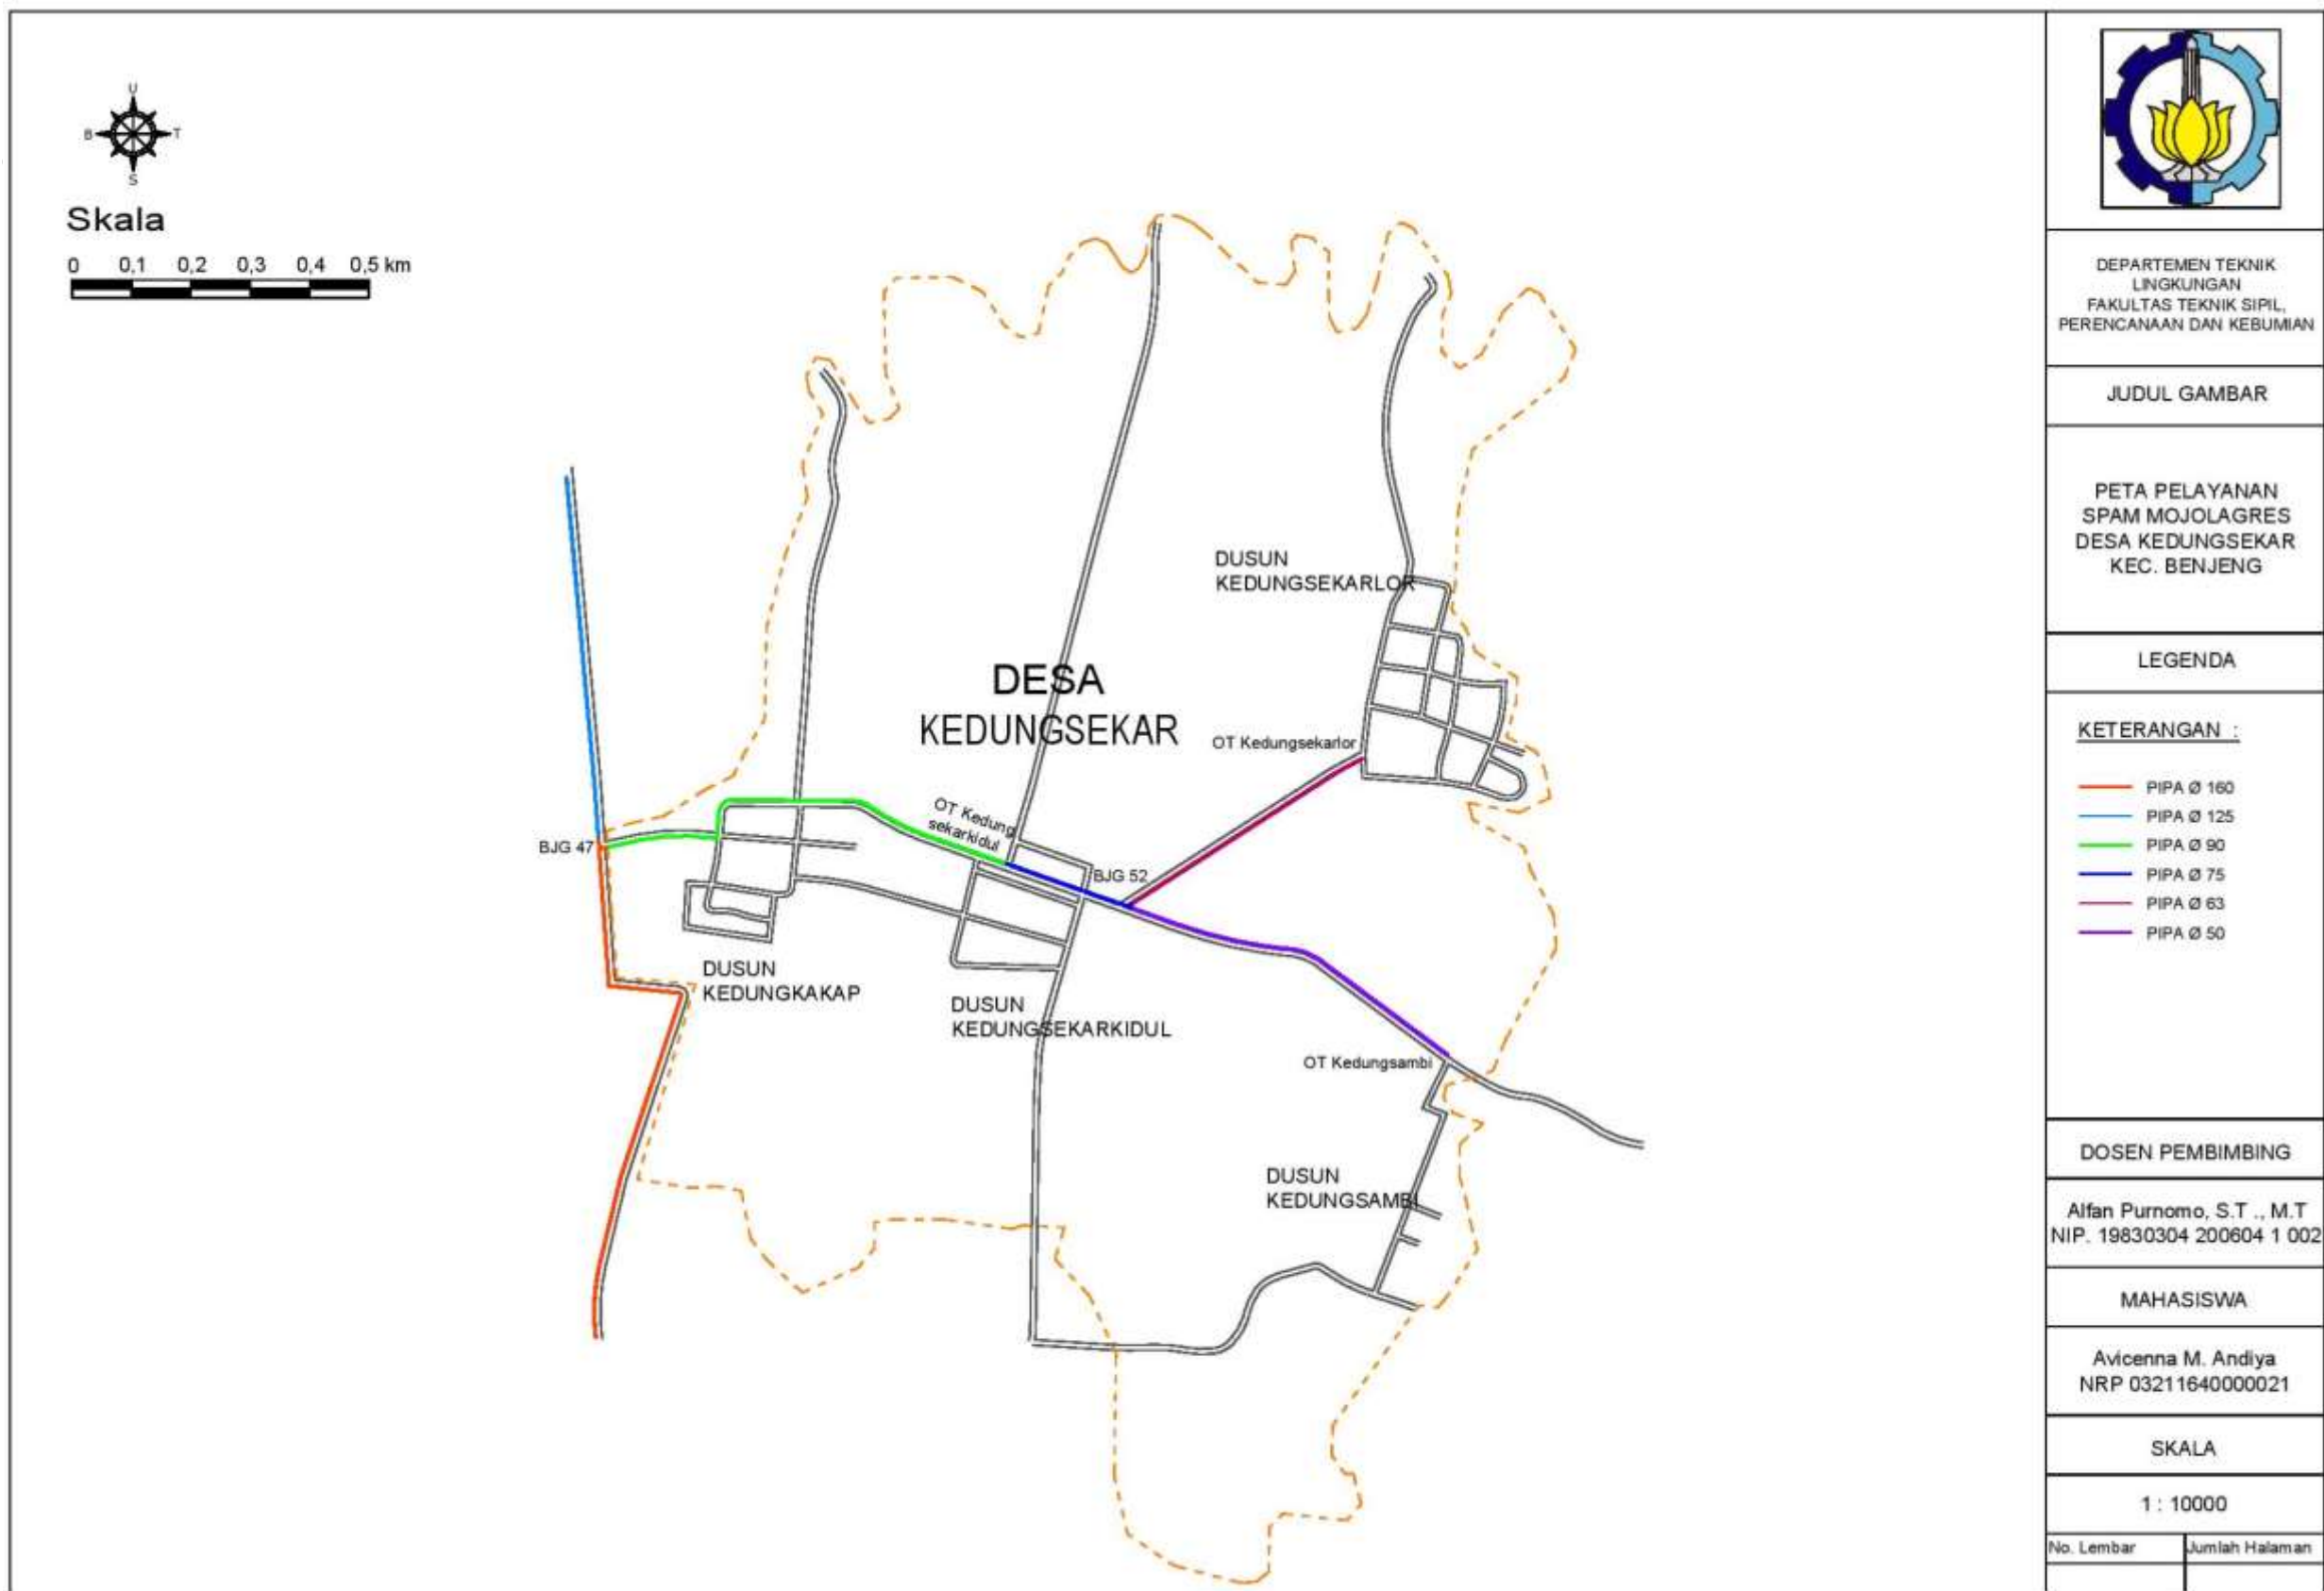 U
B
T
S
Skala
0 0,1 0,2 0,3 0,4 0,5 km
DUSUN
KEDUNGSEKARLOR
DESA
KEDUNGSEKAR
OT Kedungsekarlor
OT Kedung
sekarkidul
BJG 47
BJG 52
DUSUN
KEDUNGKAKAP
DUSUN
KEDUNGSEKARKIDUL
OT Kedungsambi
DUSUN
KEDUNGSAMBI
DEPARTEMEN TEKNIK
LINGKUNGAN
FAKULTAS TEKNIK SIPIL,
PERENCANAAN DAN KEBUMIAN
JUDUL GAMBAR
PETA PELAYANAN
SPAM MOJOLAGRES
DESA KEDUNGSEKAR
KEC. BENJENG
LEGENDA
KETERANGAN :
PIPA Ø 160
PIPA Ø 125
PIPA Ø 90
PIPA Ø 75
PIPA Ø 63
PIPA Ø 50
DOSEN PEMBIMBING
Alfan Purnomo, S.T ., M.T
NIP. 19830304 200604 1 002
MAHASISWA
Avicenna M. Andiya
NRP 03211640000021
SKALA
1 : 10000
No. Lembar
Jumlah Halaman